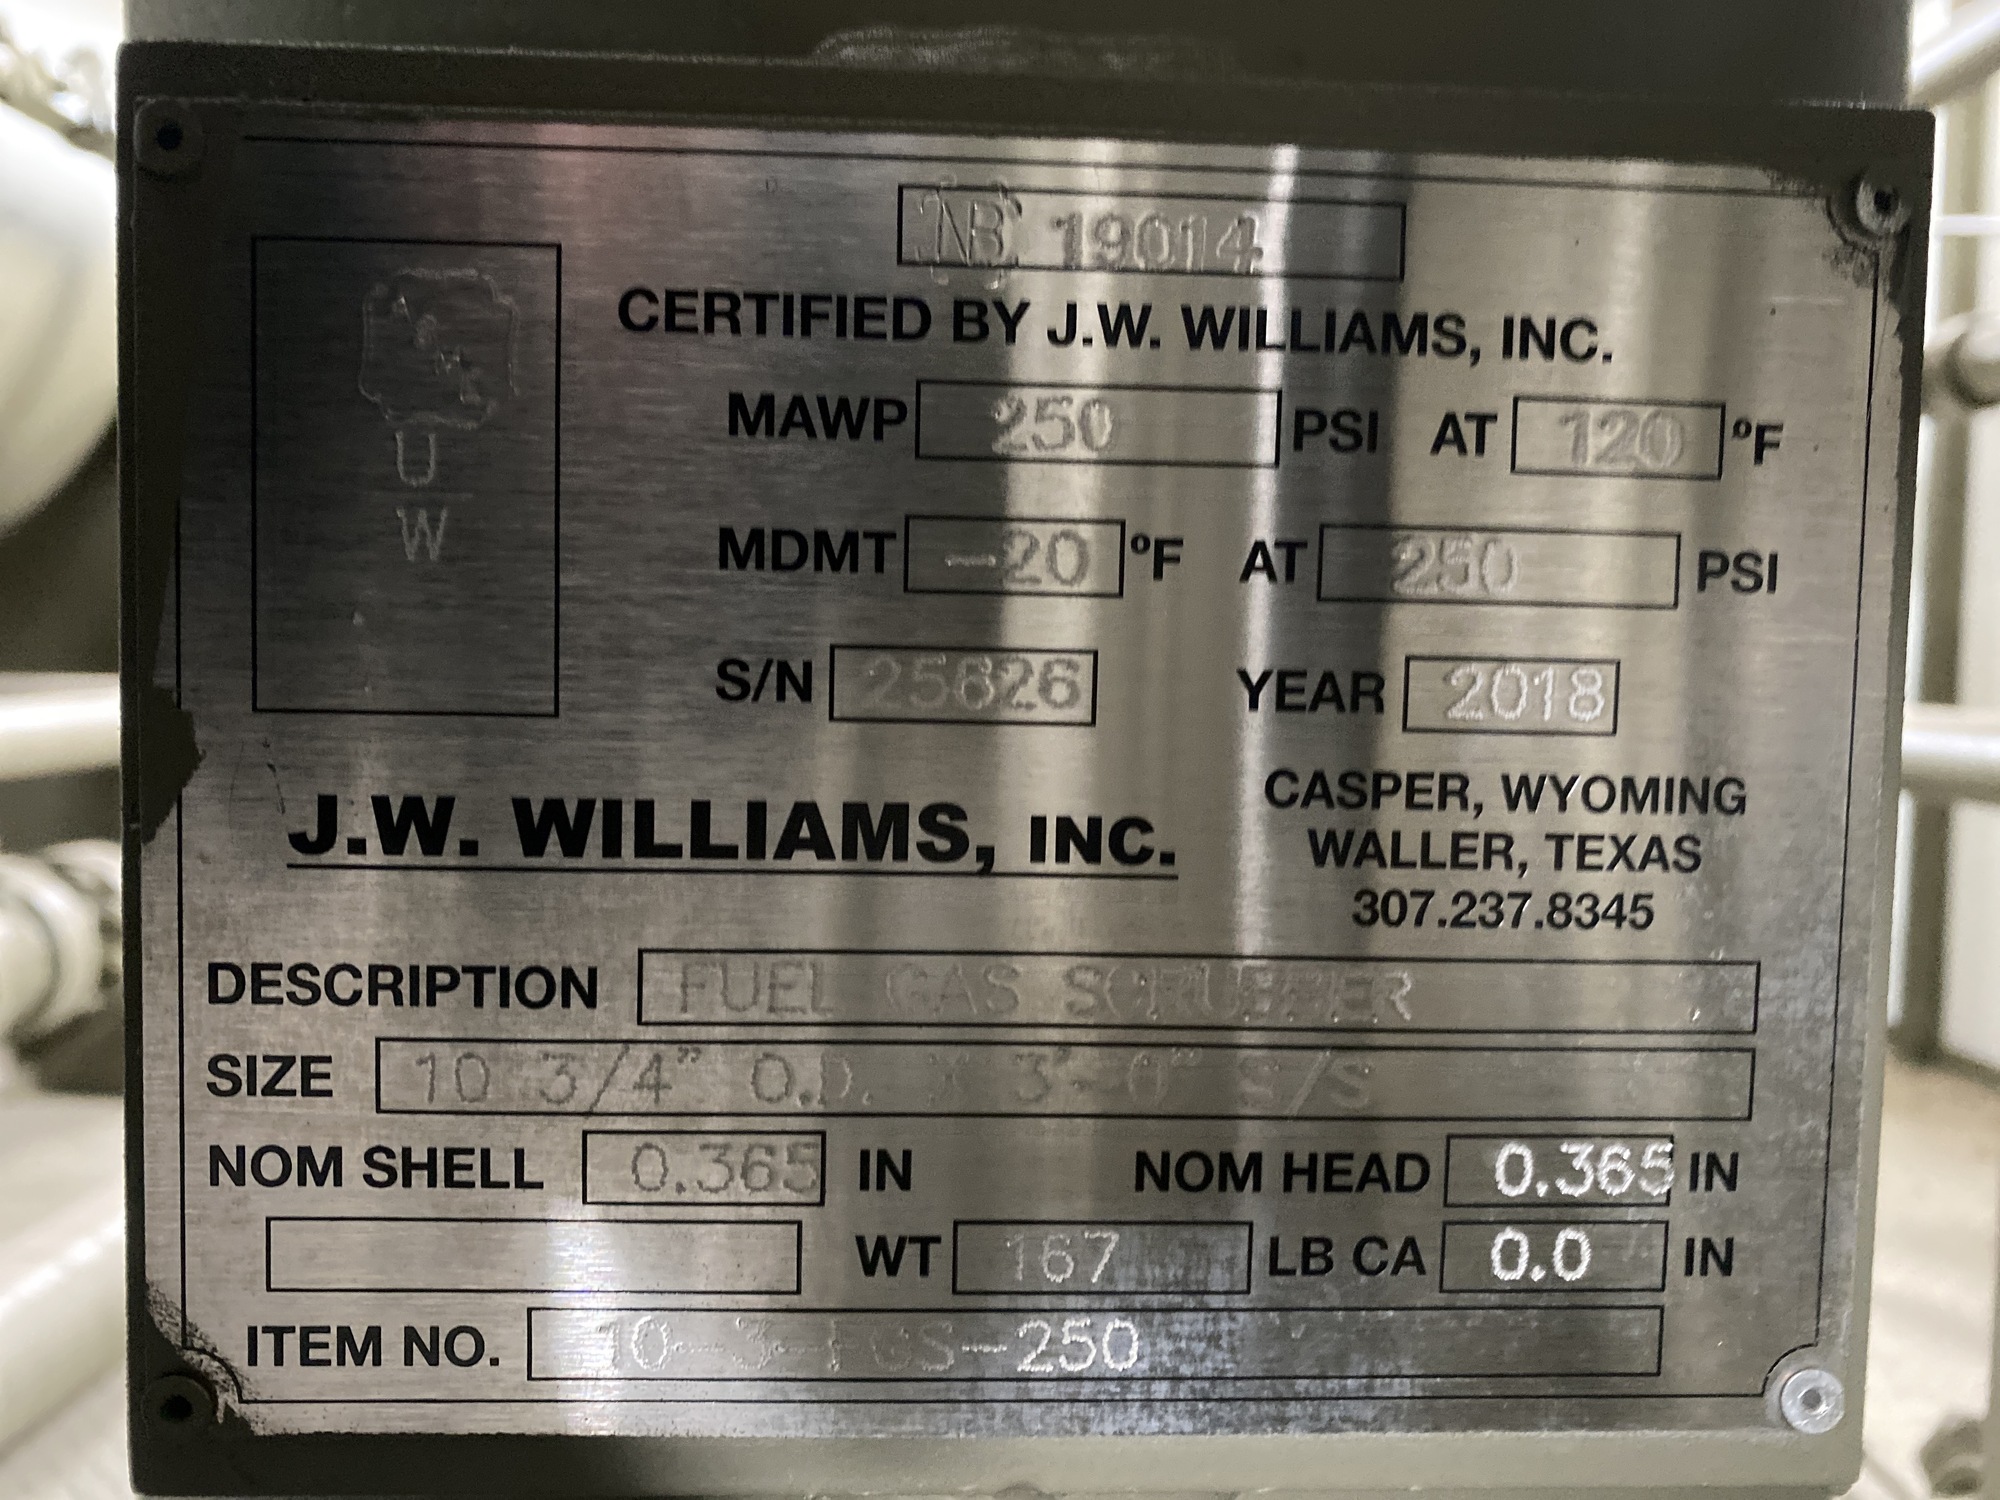 NB 19014
CERTIFIED BY J.W. WILLIAMS, INC.
U
W
MAWP 250 PSI AT 120 ºF
MDMT -20 ºF AT 250 PSI
S/N 25626 YEAR 2018
J.W. WILLIAMS, INC.
CASPER, WYOMING
WALLER, TEXAS
307.237.8345
DESCRIPTION FUEL GAS SCRUBBER
SIZE 10 3/4" O.D. X 3'-0" S/S
NOM SHELL 0.365 IN NOM HEAD 0.365 IN
WT 167 LB CA 0.0 IN
ITEM NO. 10-3-FGS-250